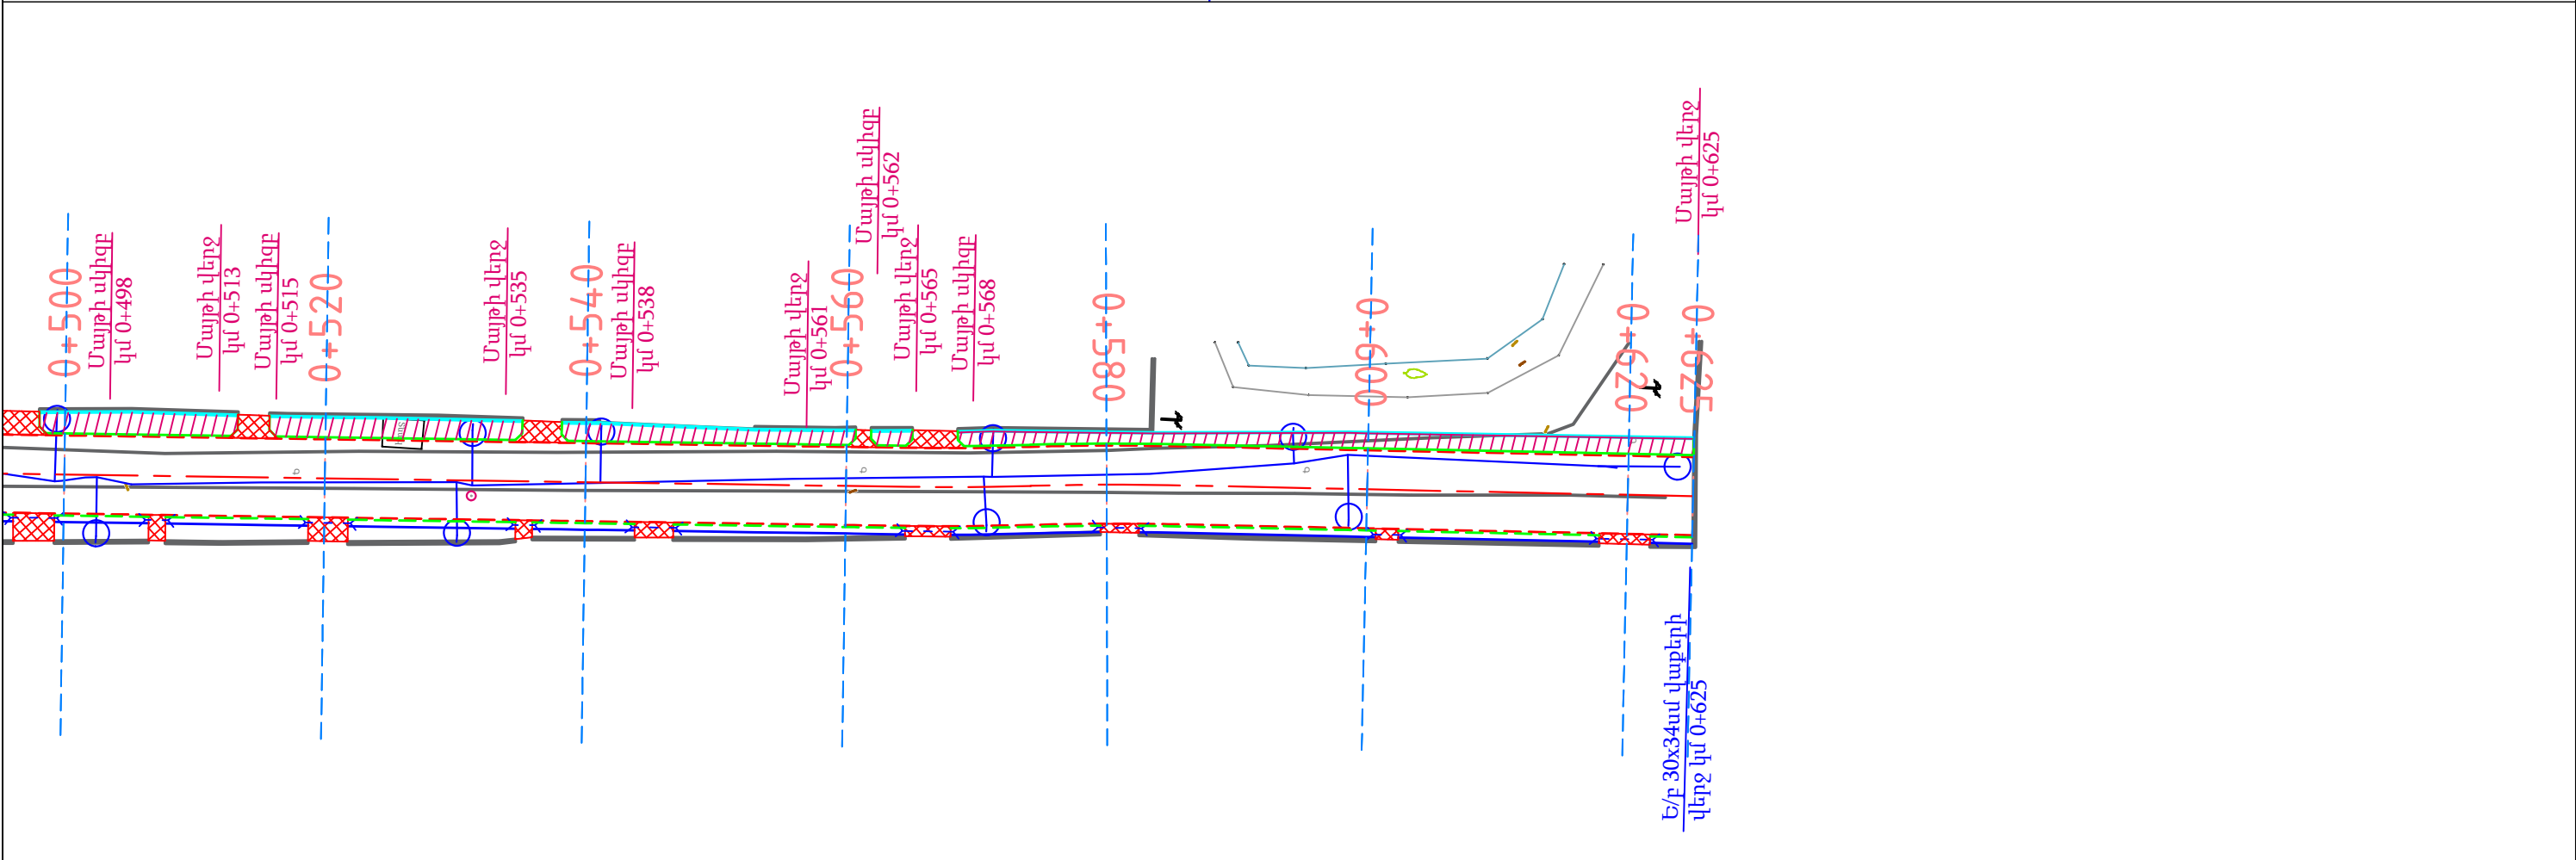 0+500
Մայթի սկիզբ
կմ 0+498
Մայթի վերջ
կմ 0+513
Մայթի սկիզբ
կմ 0+515
0+520
Մայթի վերջ
կմ 0+535
0+540
Մայթի սկիզբ
կմ 0+538
Մայթի վերջ
կմ 0+561
0+560
Մայթի սկիզբ
կմ 0+562
Մայթի վերջ
կմ 0+565
Մայթի սկիզբ
կմ 0+568
0+580
0+600
0+620
0+625
Մայթի վերջ
կմ 0+625
Ե/բ 30x34սմ վաքերի
վերջ կմ 0+625